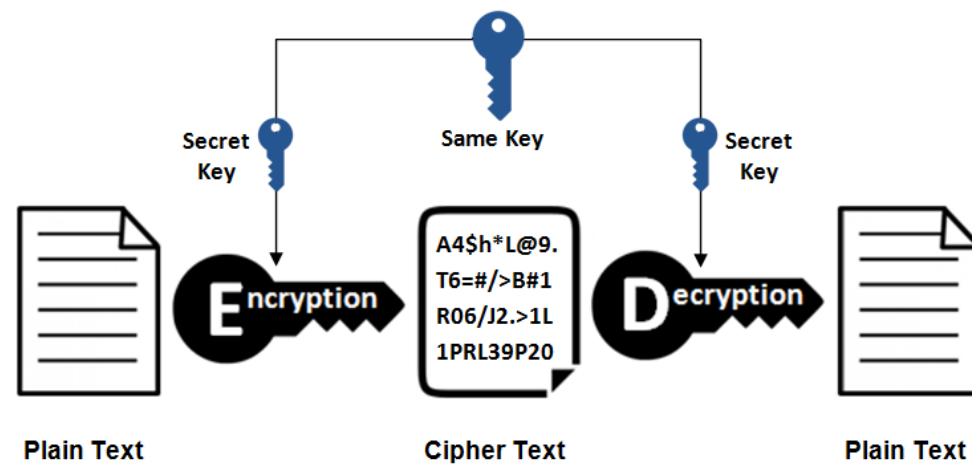 Same Key
Secret
Key
Secret
Key
Encryption
A4$h*L@9.
T6=#/>B#1
R06/J2.>1L
1PRL39P20
Decryption
Plain Text
Cipher Text
Plain Text